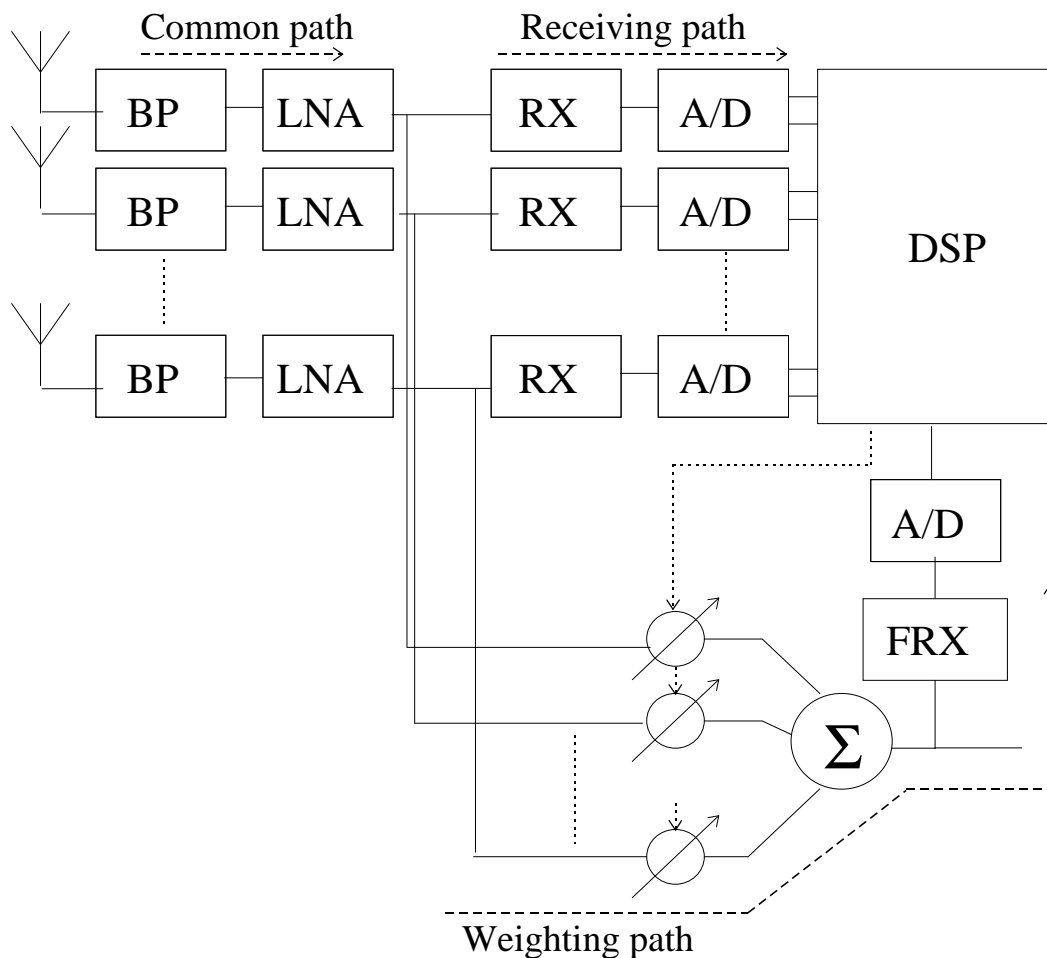 Common path
Receiving path
BP LNA RX A/D
BP LNA RX A/D
DSP
BP LNA RX A/D
A/D
FRX
Σ
Weighting path